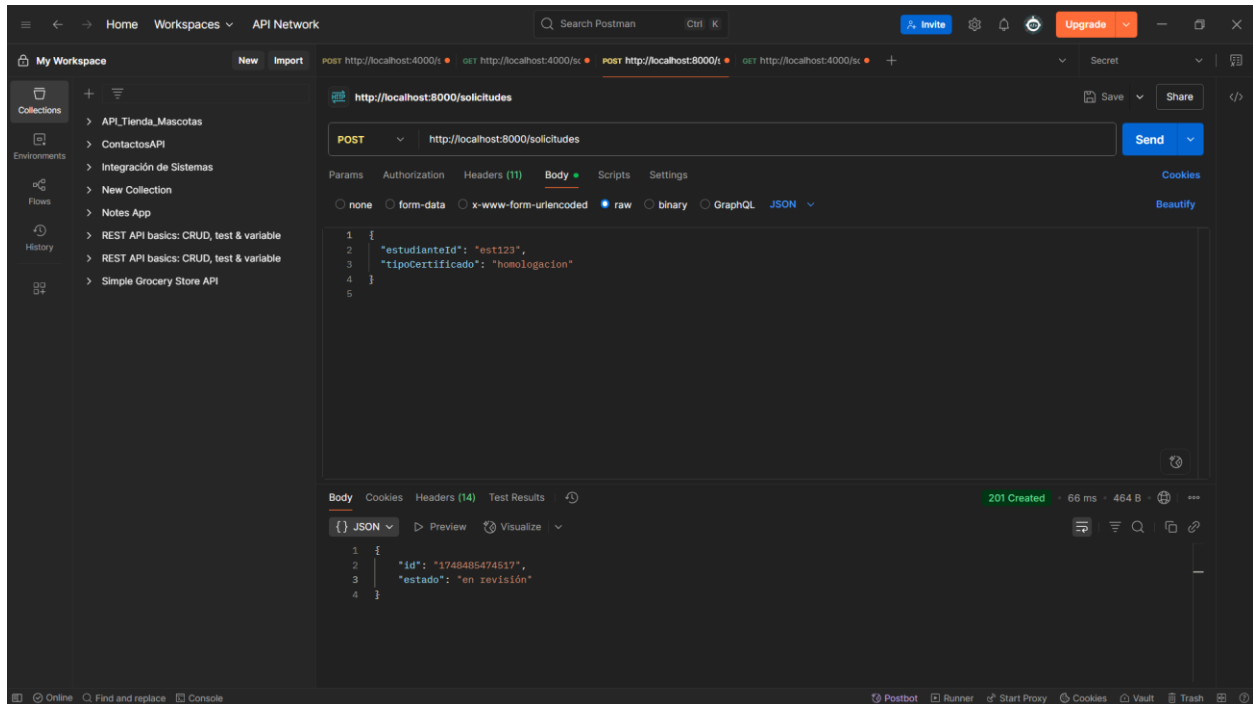 Home Workspaces API Network Search Postman Ctrl K Invite Upgrade
My Workspace New Import POST http://localhost:4000/s GET http://localhost:4000/sc POST http://localhost:8000/s GET http://localhost:4000/sc Secret
Collections
Environments
Flows
History
API_Tienda_Mascotas
ContactosAPI
Integración de Sistemas
New Collection
Notes App
REST API basics: CRUD, test & variable
REST API basics: CRUD, test & variable
Simple Grocery Store API
HTTP http://localhost:8000/solicitudes Save Share
POST http://localhost:8000/solicitudes Send
Params Authorization Headers (11) Body Scripts Settings Cookies
none form-data x-www-form-urlencoded raw binary GraphQL JSON Beautify
1 {
2 "estudianteId": "est123",
3 "tipoCertificado": "homologacion"
4 }
5
Body Cookies Headers (14) Test Results 201 Created 66 ms 464 B
{} JSON Preview Visualize
1 {
2 "id": "1748485474517",
3 "estado": "en revisión"
4 }
Online Find and replace Console Postbot Runner Start Proxy Cookies Vault Trash